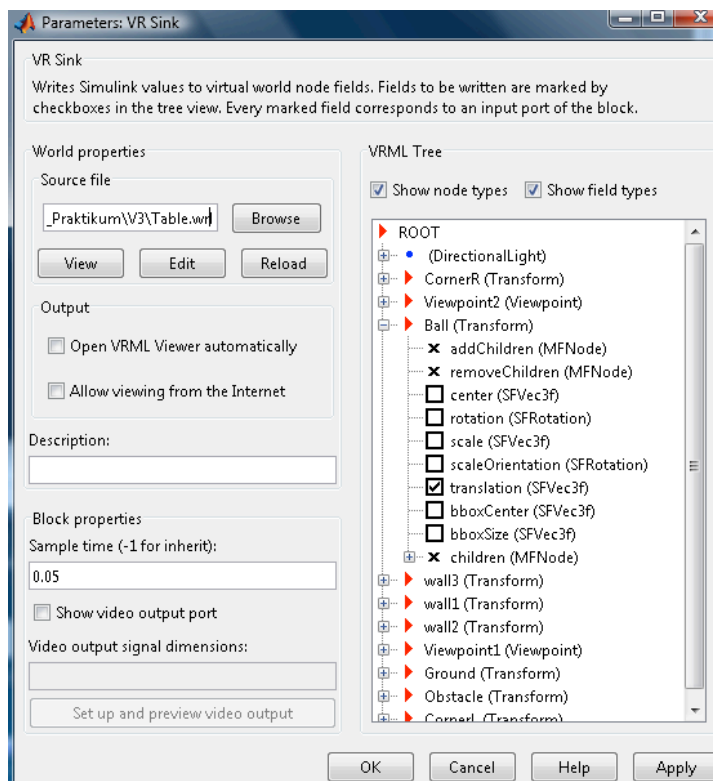 Parameters: VR Sink
VR Sink
Writes Simulink values to virtual world node fields. Fields to be written are marked by
checkboxes in the tree view. Every marked field corresponds to an input port of the block.
World properties
Source file
_Praktikum\V3\Table.wrl
Browse
View
Edit
Reload
Output
Open VRML Viewer automatically
Allow viewing from the Internet
Description:
Block properties
Sample time (-1 for inherit):
0.05
Show video output port
Video output signal dimensions:
Set up and preview video output
VRML Tree
Show node types
Show field types
ROOT
(DirectionalLight)
CornerR (Transform)
Viewpoint2 (Viewpoint)
Ball (Transform)
addChildren (MFNode)
removeChildren (MFNode)
center (SFVec3f)
rotation (SFRotation)
scale (SFVec3f)
scaleOrientation (SFRotation)
translation (SFVec3f)
bboxCenter (SFVec3f)
bboxSize (SFVec3f)
children (MFNode)
wall3 (Transform)
wall1 (Transform)
wall2 (Transform)
Viewpoint1 (Viewpoint)
Ground (Transform)
Obstacle (Transform)
CornerL (Transform)
OK
Cancel
Help
Apply